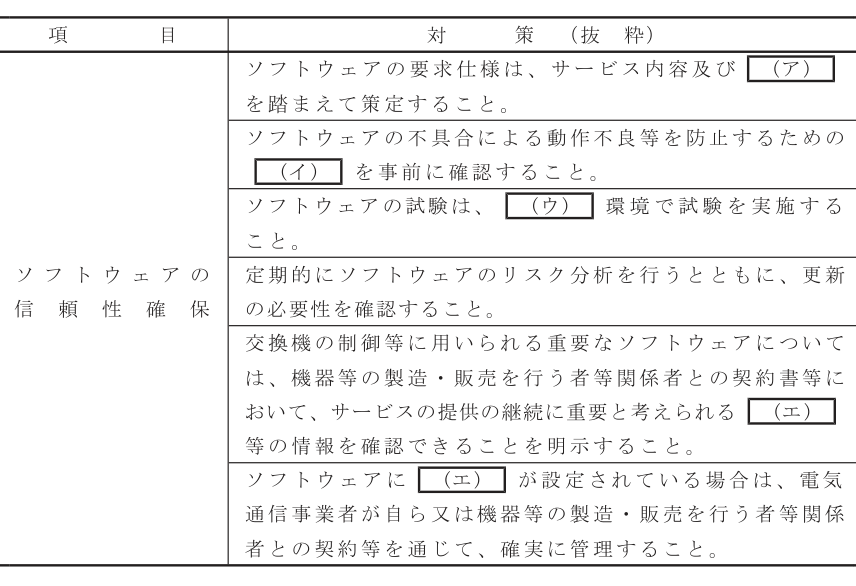 項　目　対　策　（抜　粋）
ソフトウェアの要求仕様は、サービス内容及び （ア）
を踏まえて策定すること。
ソフトウェアの不具合による動作不良等を防止するための
（イ） を事前に確認すること。
ソフトウェアの試験は、 （ウ） 環境で試験を実施する
こと。
ソフトウェアの
信頼性確保
定期的にソフトウェアのリスク分析を行うとともに、更新
の必要性を確認すること。
交換機の制御等に用いられる重要なソフトウェアについて
は、機器等の製造・販売を行う者等関係者との契約書等に
おいて、サービスの提供の継続に重要と考えられる （エ）
等の情報を確認できることを明示すること。
ソフトウェアに （エ） が設定されている場合は、電気
通信事業者が自ら又は機器等の製造・販売を行う者等関係
者との契約等を通じて、確実に管理すること。